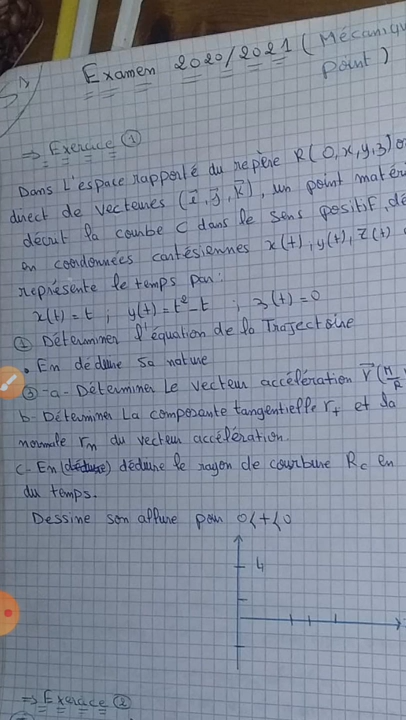 Examen 2020/2021 (Mécaniqu
point)
=> Exercice ①
Dans L'espace rapporté du repère R(0,x,y,z) o
direct de vecteurs (i, j, k), un point matéri
décrit la courbe C dans le sens positif, dé
en coordonnées cartésiennes x(t), y(t), z(t)
représente le temps par:
x(t) = t ; y(t) = t² - t ; z(t) = 0
① Déterminer l'équation de la Trajectoire
. En déduire sa nature
-a- Déterminer Le vecteur accélération γ(M/R
b- Déterminer La composante tangentielle γt et la
normale γn du vecteur accélération.
c- En déduire le rayon de courbure Rc en
du temps.
Dessine son allure pour 0<t<0
4
=> Exercice ②